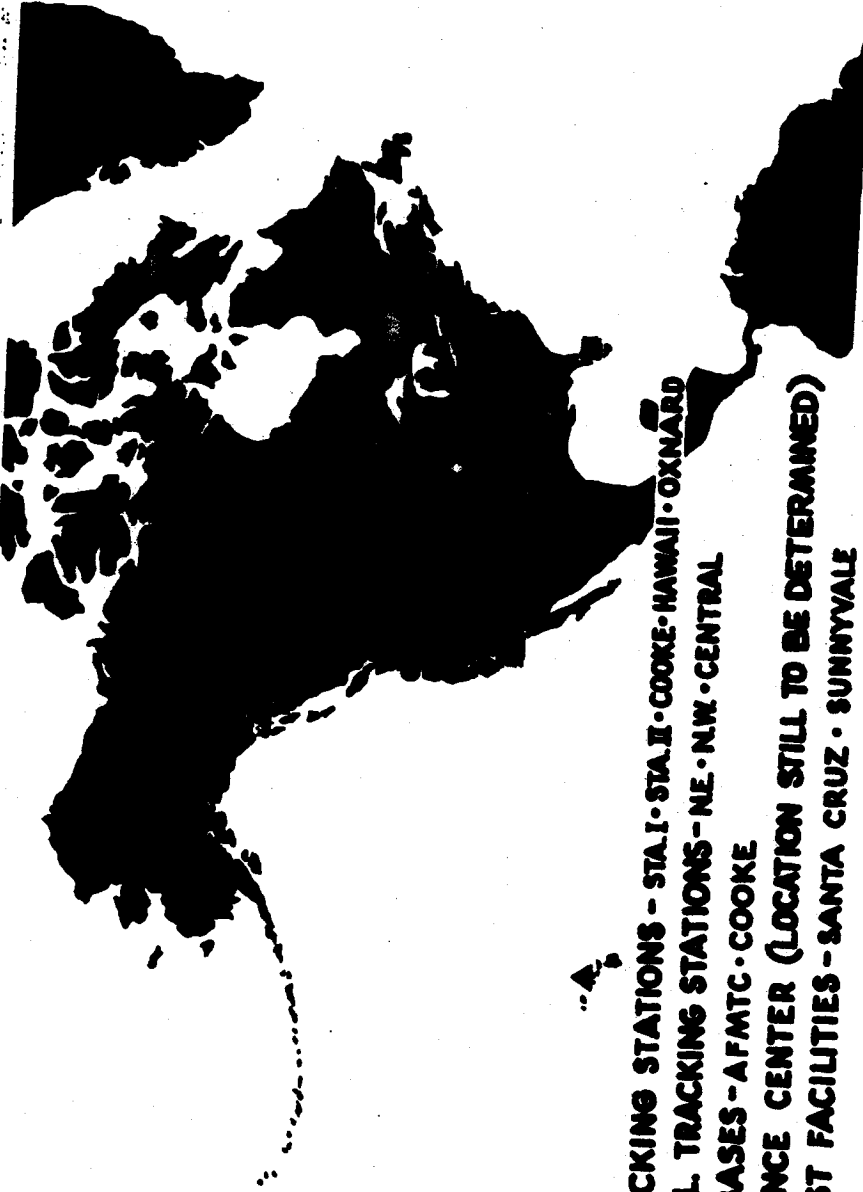 CKING STATIONS - STA.I • STA.II • COOKE • HAWAII • OXNARD
L. TRACKING STATIONS - N.E. • N.W. • CENTRAL
ASES - AFMTC • COOKE
NCE CENTER (LOCATION STILL TO BE DETERMINED)
ST FACILITIES - SANTA CRUZ • SUNNYVALE